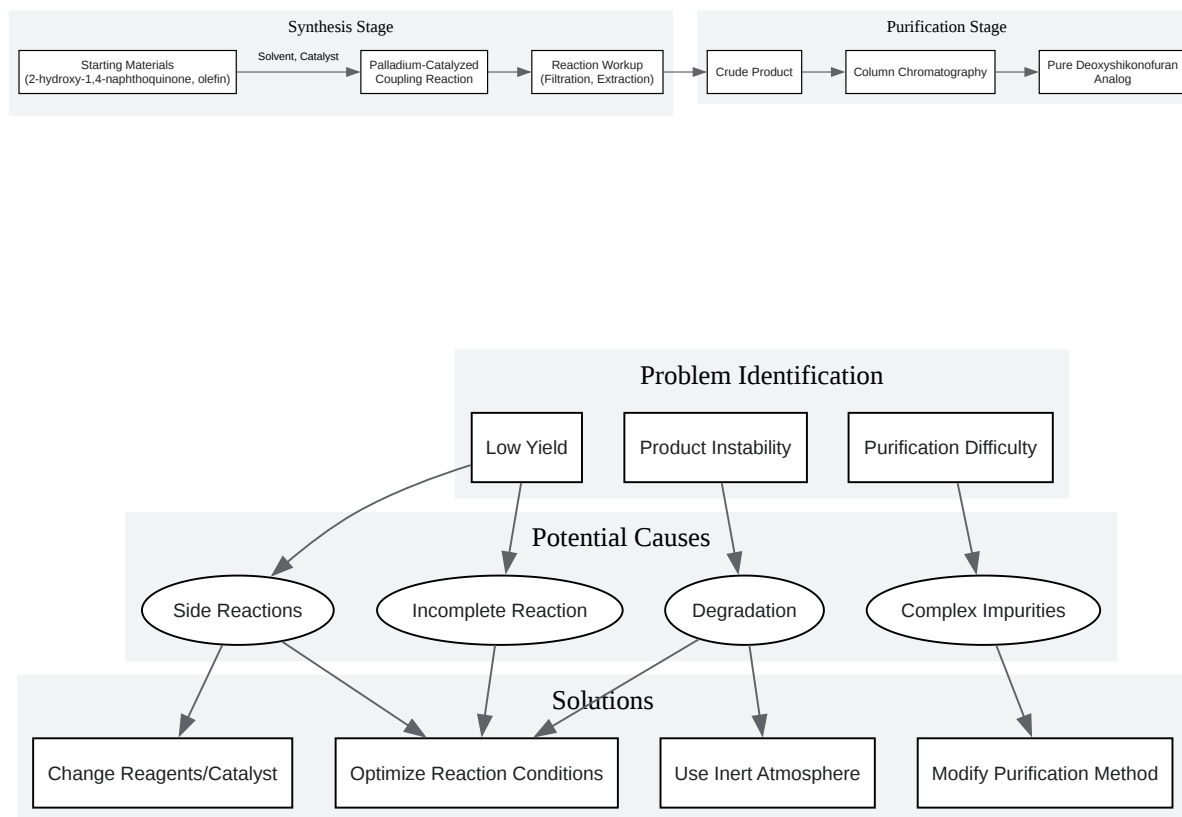 Synthesis Stage
Purification Stage
Starting Materials
(2-hydroxy-1,4-naphthoquinone, olefin)
Solvent, Catalyst
Palladium-Catalyzed
Coupling Reaction
Reaction Workup
(Filtration, Extraction)
Crude Product
Column Chromatography
Pure Deoxyshikonofuran
Analog
Problem Identification
Low Yield
Product Instability
Purification Difficulty
Potential Causes
Side Reactions
Incomplete Reaction
Degradation
Complex Impurities
Solutions
Change Reagents/Catalyst
Optimize Reaction Conditions
Use Inert Atmosphere
Modify Purification Method